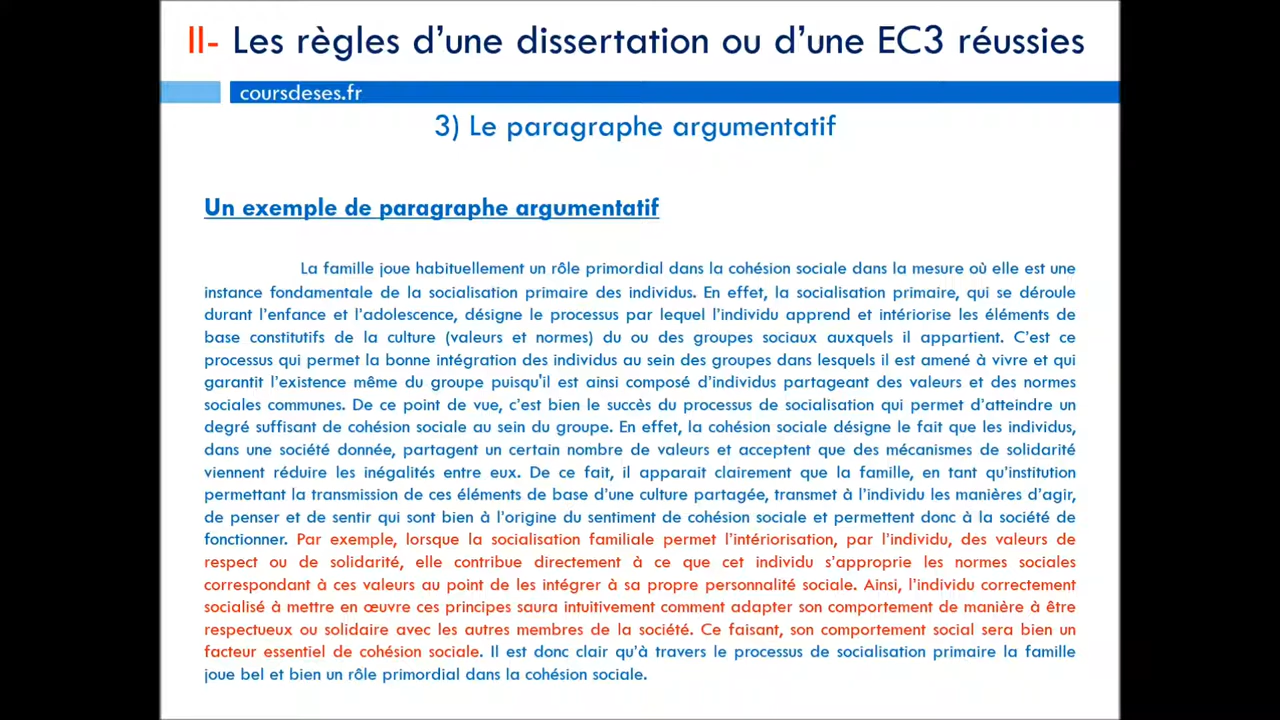 II- Les règles d'une dissertation ou d'une EC3 réussies
coursdeses.fr
3) Le paragraphe argumentatif
Un exemple de paragraphe argumentatif
La famille joue habituellement un rôle primordial dans la cohésion sociale dans la mesure où elle est une
instance fondamentale de la socialisation primaire des individus. En effet, la socialisation primaire, qui se déroule
durant l'enfance et l'adolescence, désigne le processus par lequel l'individu apprend et intériorise les éléments de
base constitutifs de la culture (valeurs et normes) du ou des groupes sociaux auxquels il appartient. C'est ce
processus qui permet la bonne intégration des individus au sein des groupes dans lesquels il est amené à vivre et qui
garantit l'existence même du groupe puisqu'il est ainsi composé d'individus partageant des valeurs et des normes
sociales communes. De ce point de vue, c'est bien le succès du processus de socialisation qui permet d'atteindre un
degré suffisant de cohésion sociale au sein du groupe. En effet, la cohésion sociale désigne le fait que les individus,
dans une société donnée, partagent un certain nombre de valeurs et acceptent que des mécanismes de solidarité
viennent réduire les inégalités entre eux. De ce fait, il apparait clairement que la famille, en tant qu'institution
permettant la transmission de ces éléments de base d'une culture partagée, transmet à l'individu les manières d'agir,
de penser et de sentir qui sont bien à l'origine du sentiment de cohésion sociale et permettent donc à la société de
fonctionner. Par exemple, lorsque la socialisation familiale permet l'intériorisation, par l'individu, des valeurs de
respect ou de solidarité, elle contribue directement à ce que cet individu s'approprie les normes sociales
correspondant à ces valeurs au point de les intégrer à sa propre personnalité sociale. Ainsi, l'individu correctement
socialisé à mettre en œuvre ces principes saura intuitivement comment adapter son comportement de manière à être
respectueux ou solidaire avec les autres membres de la société. Ce faisant, son comportement social sera bien un
facteur essentiel de cohésion sociale. Il est donc clair qu'à travers le processus de socialisation primaire la famille
joue bel et bien un rôle primordial dans la cohésion sociale.